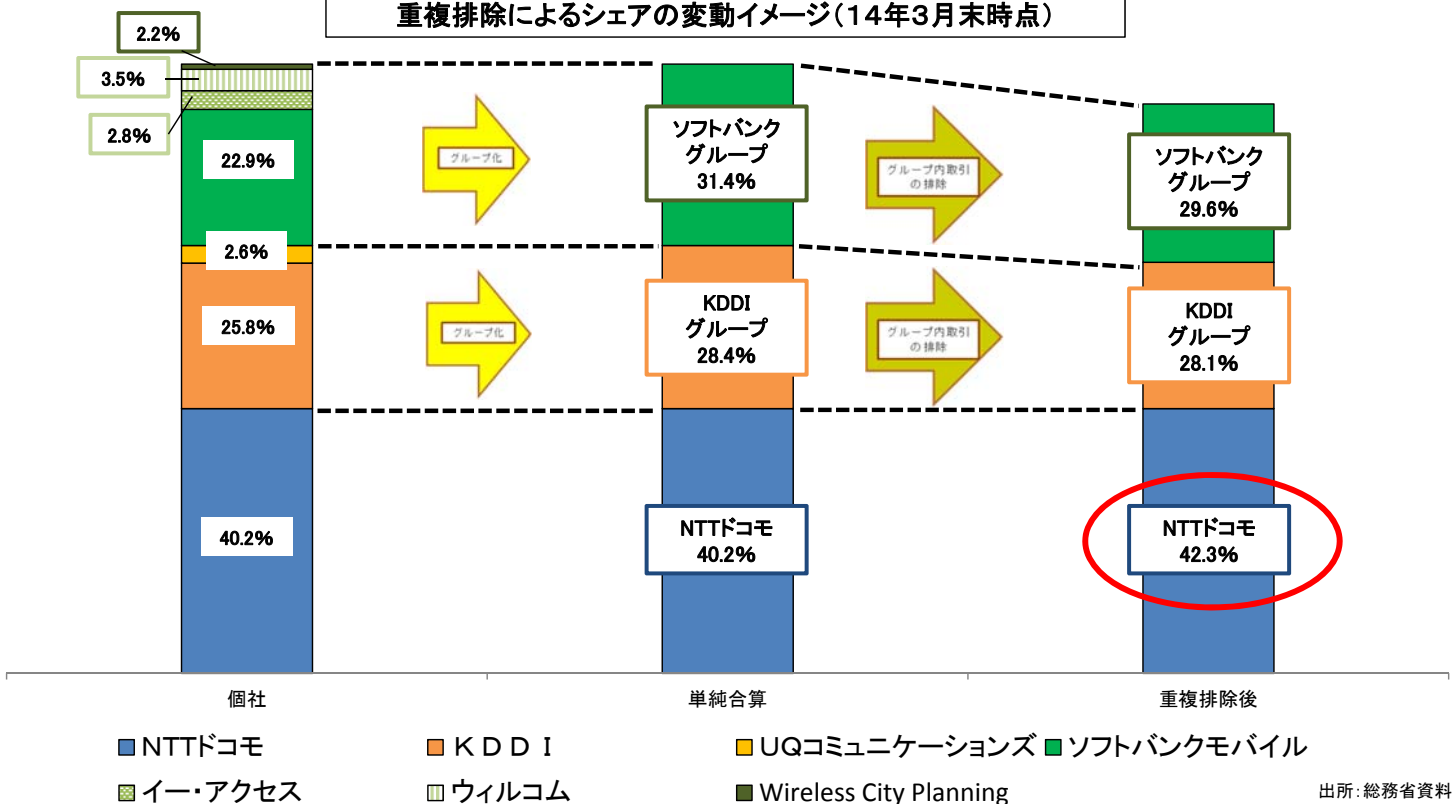 重複排除によるシェアの変動イメージ(14年3月末時点)
2.2%
3.5%
2.8%
22.9%
2.6%
25.8%
40.2%
グループ化
グループ化
ソフトバンク
グループ
31.4%
KDDI
グループ
28.4%
NTTドコモ
40.2%
グループ内取引
の排除
グループ内取引
の排除
ソフトバンク
グループ
29.6%
KDDI
グループ
28.1%
NTTドコモ
42.3%
個社
単純合算
重複排除後
NTTドコモ
KDDI
UQコミュニケーションズ
ソフトバンクモバイル
イー・アクセス
ウィルコム
Wireless City Planning
出所:総務省資料